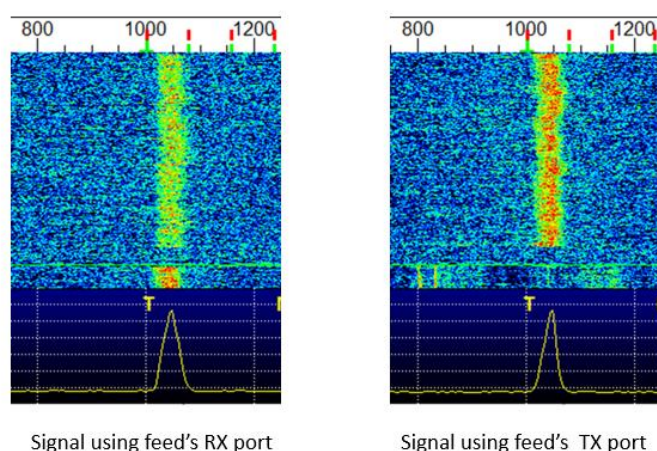 800 1000 1200
800 1000 1200
T
T
Signal using feed's RX port
Signal using feed's TX port